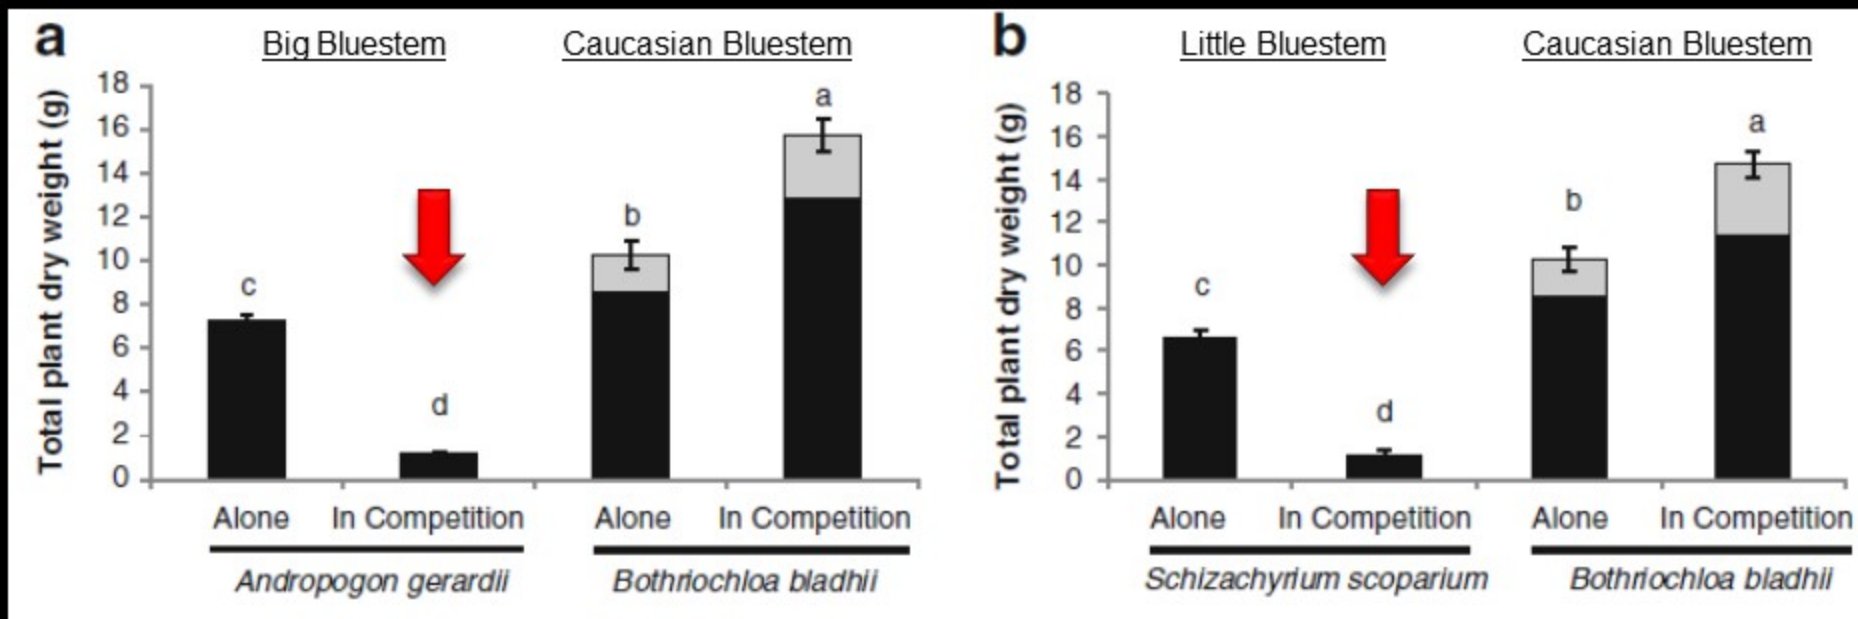 a
Big Bluestem
Caucasian Bluestem
Total plant dry weight (g)
18
16
14
12
10
8
6
4
2
0
c
d
b
a
Alone
In Competition
Alone
In Competition
Andropogon gerardii
Bothriochloa bladhii
b
Little Bluestem
Caucasian Bluestem
Total plant dry weight (g)
18
16
14
12
10
8
6
4
2
0
c
d
b
a
Alone
In Competition
Alone
In Competition
Schizachyrium scoparium
Bothriochloa bladhii